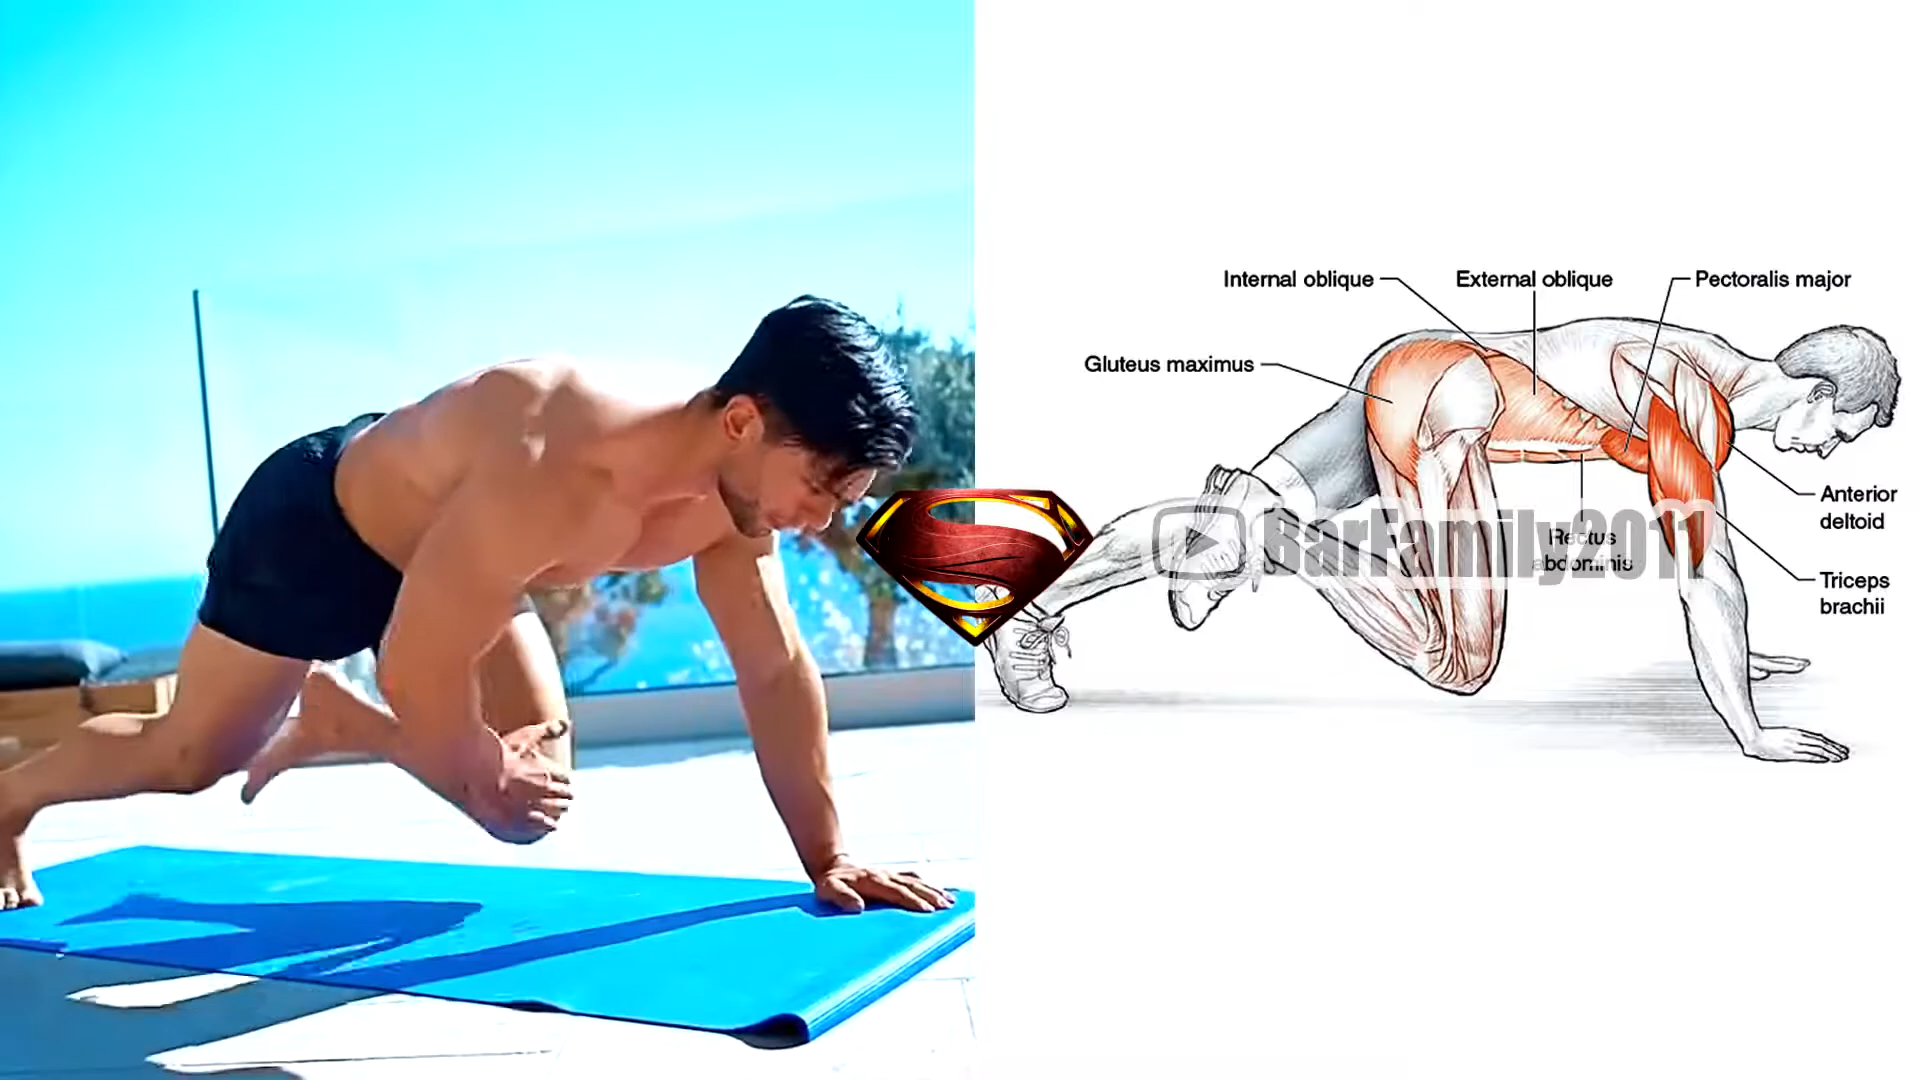 Internal oblique
External oblique
Pectoralis major
Gluteus maximus
Anterior
deltoid
BarFamily2011
Rectus
abdominis
Triceps
brachii